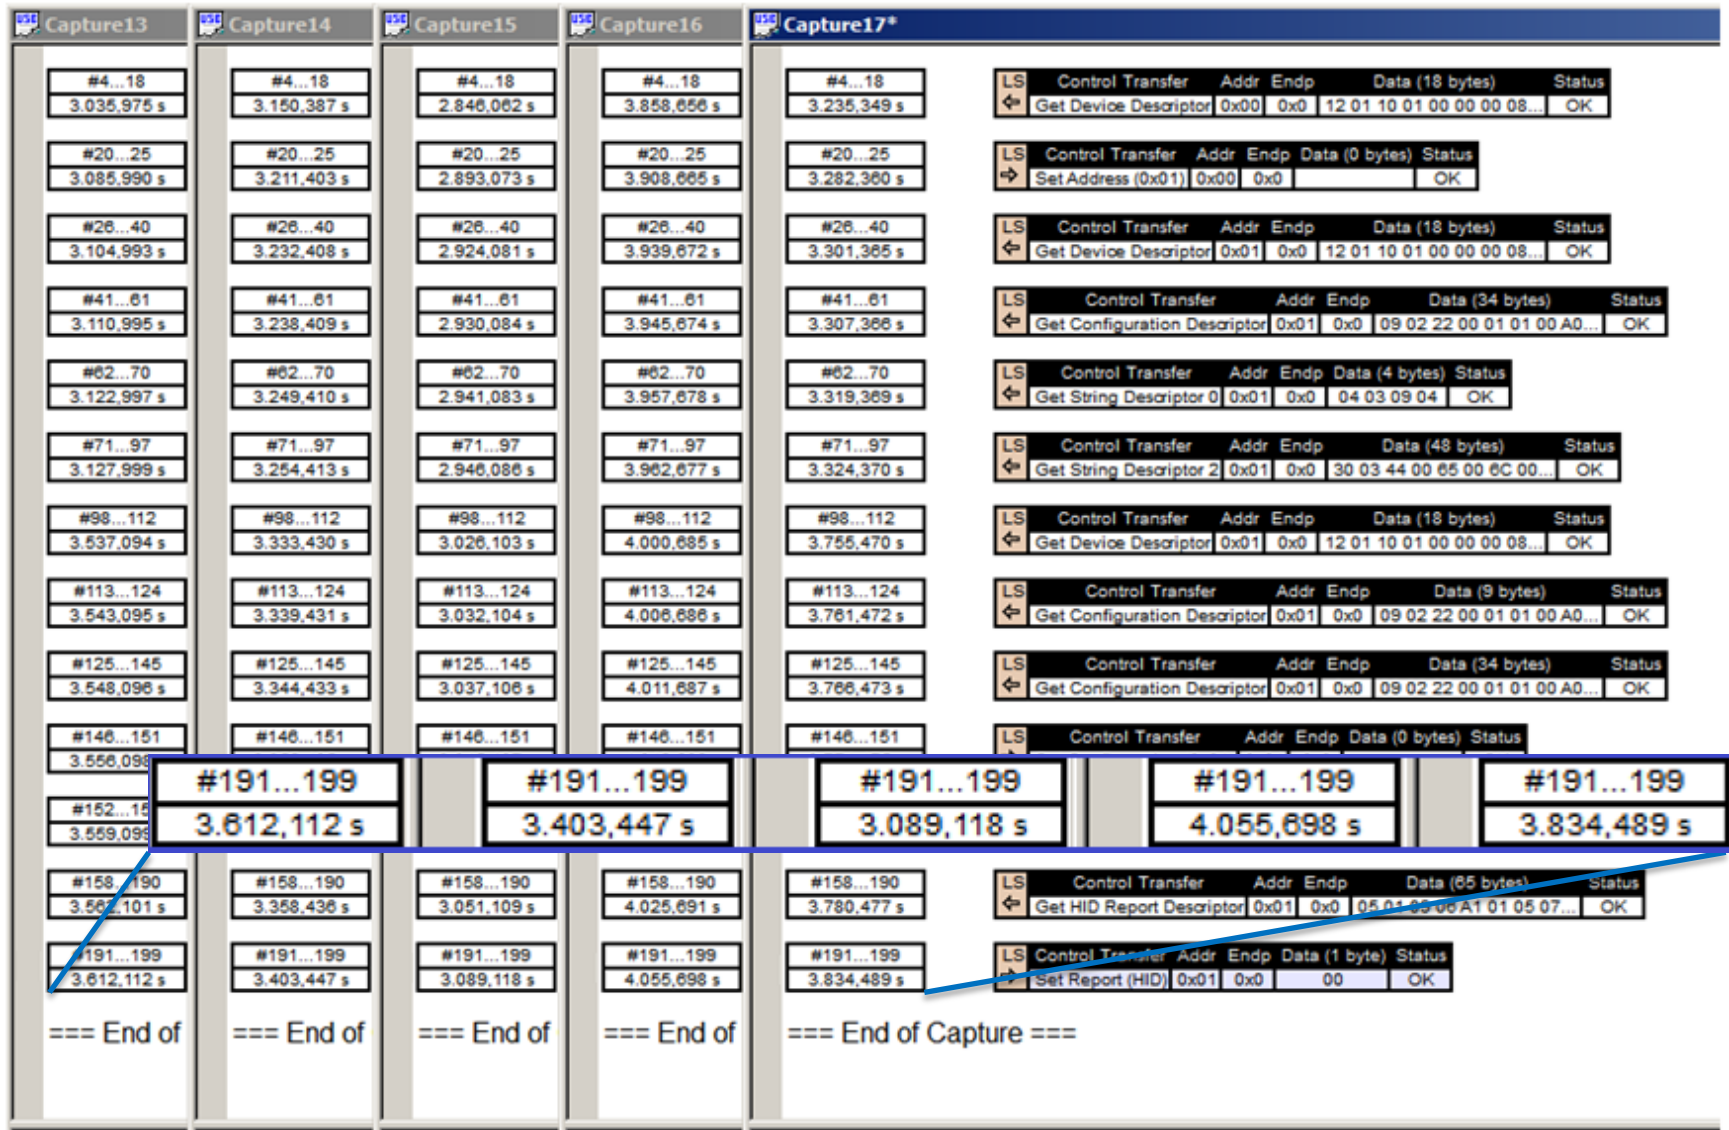 Capture13 Capture14 Capture15 Capture16 Capture17*
#4...18 #4...18 #4...18 #4...18 #4...18 LS Control Transfer Addr Endp Data (18 bytes) Status
3.035,975 s 3.150,387 s 2.846,062 s 3.858,656 s 3.235,349 s Get Device Descriptor 0x00 0x0 12 01 10 01 00 00 00 08... OK
#20...25 #20...25 #20...25 #20...25 #20...25 LS Control Transfer Addr Endp Data (0 bytes) Status
3.085,990 s 3.211,403 s 2.893,073 s 3.908,665 s 3.282,360 s Set Address (0x01) 0x00 0x0 OK
#26...40 #26...40 #26...40 #26...40 #26...40 LS Control Transfer Addr Endp Data (18 bytes) Status
3.104,993 s 3.232,408 s 2.924,081 s 3.939,672 s 3.301,365 s Get Device Descriptor 0x01 0x0 12 01 10 01 00 00 00 08... OK
#41...61 #41...61 #41...61 #41...61 #41...61 LS Control Transfer Addr Endp Data (34 bytes) Status
3.110,995 s 3.238,409 s 2.930,084 s 3.945,674 s 3.307,366 s Get Configuration Descriptor 0x01 0x0 09 02 22 00 01 01 00 A0... OK
#62...70 #62...70 #62...70 #62...70 #62...70 LS Control Transfer Addr Endp Data (4 bytes) Status
3.122,997 s 3.249,410 s 2.941,083 s 3.957,678 s 3.319,369 s Get String Descriptor 0 0x01 0x0 04 03 09 04 OK
#71...97 #71...97 #71...97 #71...97 #71...97 LS Control Transfer Addr Endp Data (48 bytes) Status
3.127,999 s 3.254,413 s 2.946,086 s 3.962,677 s 3.324,370 s Get String Descriptor 2 0x01 0x0 30 03 44 00 65 00 6C 00... OK
#98...112 #98...112 #98...112 #98...112 #98...112 LS Control Transfer Addr Endp Data (18 bytes) Status
3.537,094 s 3.333,430 s 3.026,103 s 4.000,685 s 3.755,470 s Get Device Descriptor 0x01 0x0 12 01 10 01 00 00 00 08... OK
#113...124 #113...124 #113...124 #113...124 #113...124 LS Control Transfer Addr Endp Data (9 bytes) Status
3.543,095 s 3.339,431 s 3.032,104 s 4.006,686 s 3.761,472 s Get Configuration Descriptor 0x01 0x0 09 02 22 00 01 01 00 A0... OK
#125...145 #125...145 #125...145 #125...145 #125...145 LS Control Transfer Addr Endp Data (34 bytes) Status
3.548,096 s 3.344,433 s 3.037,106 s 4.011,687 s 3.766,473 s Get Configuration Descriptor 0x01 0x0 09 02 22 00 01 01 00 A0... OK
#146...151 #146...151 #146...151 #146...151 #146...151 LS Control Transfer Addr Endp Data (0 bytes) Status
3.556,098
#191...199 #191...199 #191...199 #191...199 #191...199
#152...15
3.612,112 s 3.403,447 s 3.089,118 s 4.055,698 s 3.834,489 s
3.559,099
#158...190 #158...190 #158...190 #158...190 #158...190 LS Control Transfer Addr Endp Data (65 bytes) Status
3.562,101 s 3.358,436 s 3.051,109 s 4.025,691 s 3.780,477 s Get HID Report Descriptor 0x01 0x0 05 01 09 06 A1 01 05 07... OK
#191...199 #191...199 #191...199 #191...199 #191...199 LS Control Transfer Addr Endp Data (1 byte) Status
3.612,112 s 3.403,447 s 3.089,118 s 4.055,698 s 3.834,489 s Set Report (HID) 0x01 0x0 00 OK
=== End of === End of === End of === End of === End of Capture ===